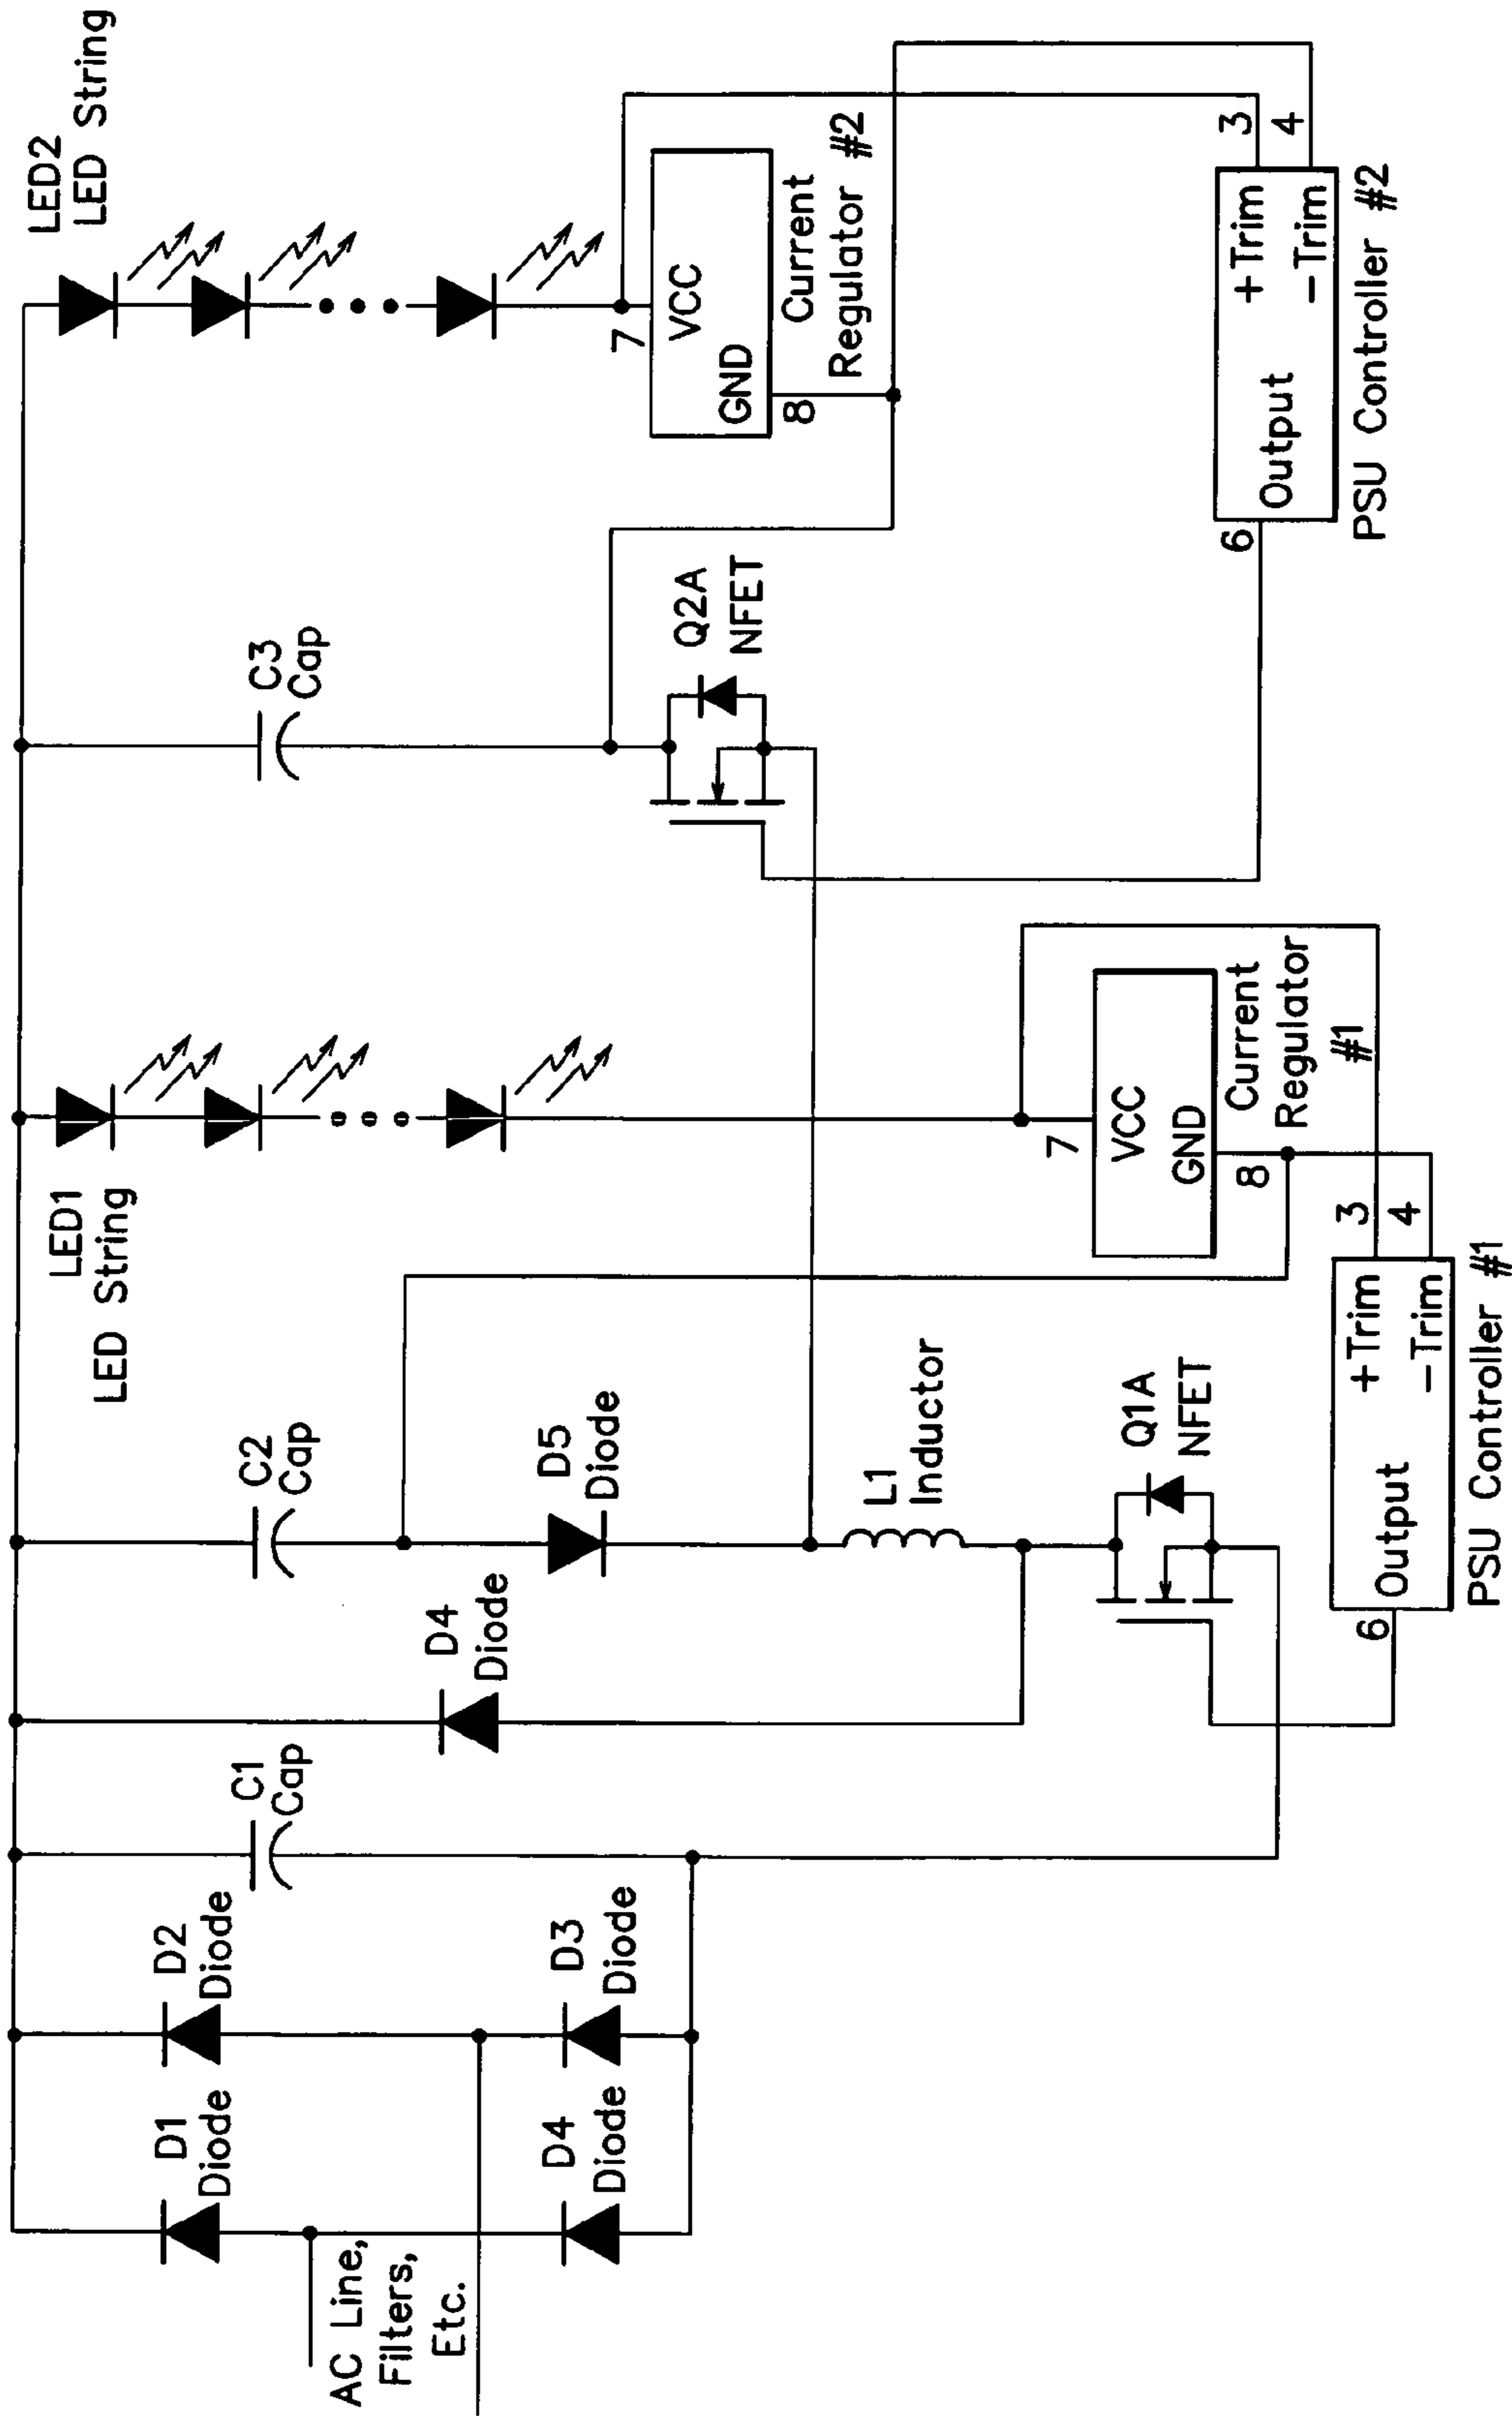 AC Line,
Filters,
Etc.
D1
Diode
D2
Diode
D4
Diode
D3
Diode
C1
Cap
D4
Diode
C2
Cap
D5
Diode
L1
Inductor
Q1A
NFET
6
Output
+Trim
-Trim
3
4
PSU Controller #1
LED1
LED String
7
VCC
GND
8
Current
Regulator
#1
C3
Cap
Q2A
NFET
LED2
LED String
7
VCC
GND
8
Current
Regulator #2
6
Output
+Trim
-Trim
3
4
PSU Controller #2